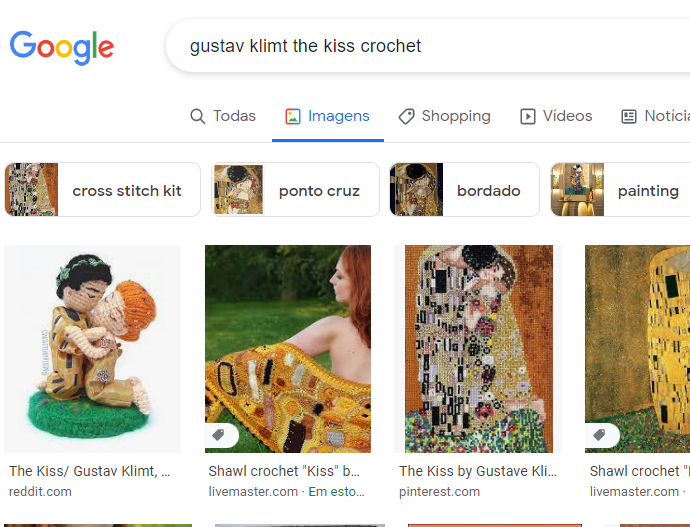 Google
gustav klimt the kiss crochet
Todas Imagens Shopping Vídeos Notícia
cross stitch kit ponto cruz bordado painting
The Kiss/ Gustav Klimt, ... Shawl crochet "Kiss" b... The Kiss by Gustave Kli... Shawl crochet "
reddit.com livemaster.com · Em esto... pinterest.com livemaster.com ·